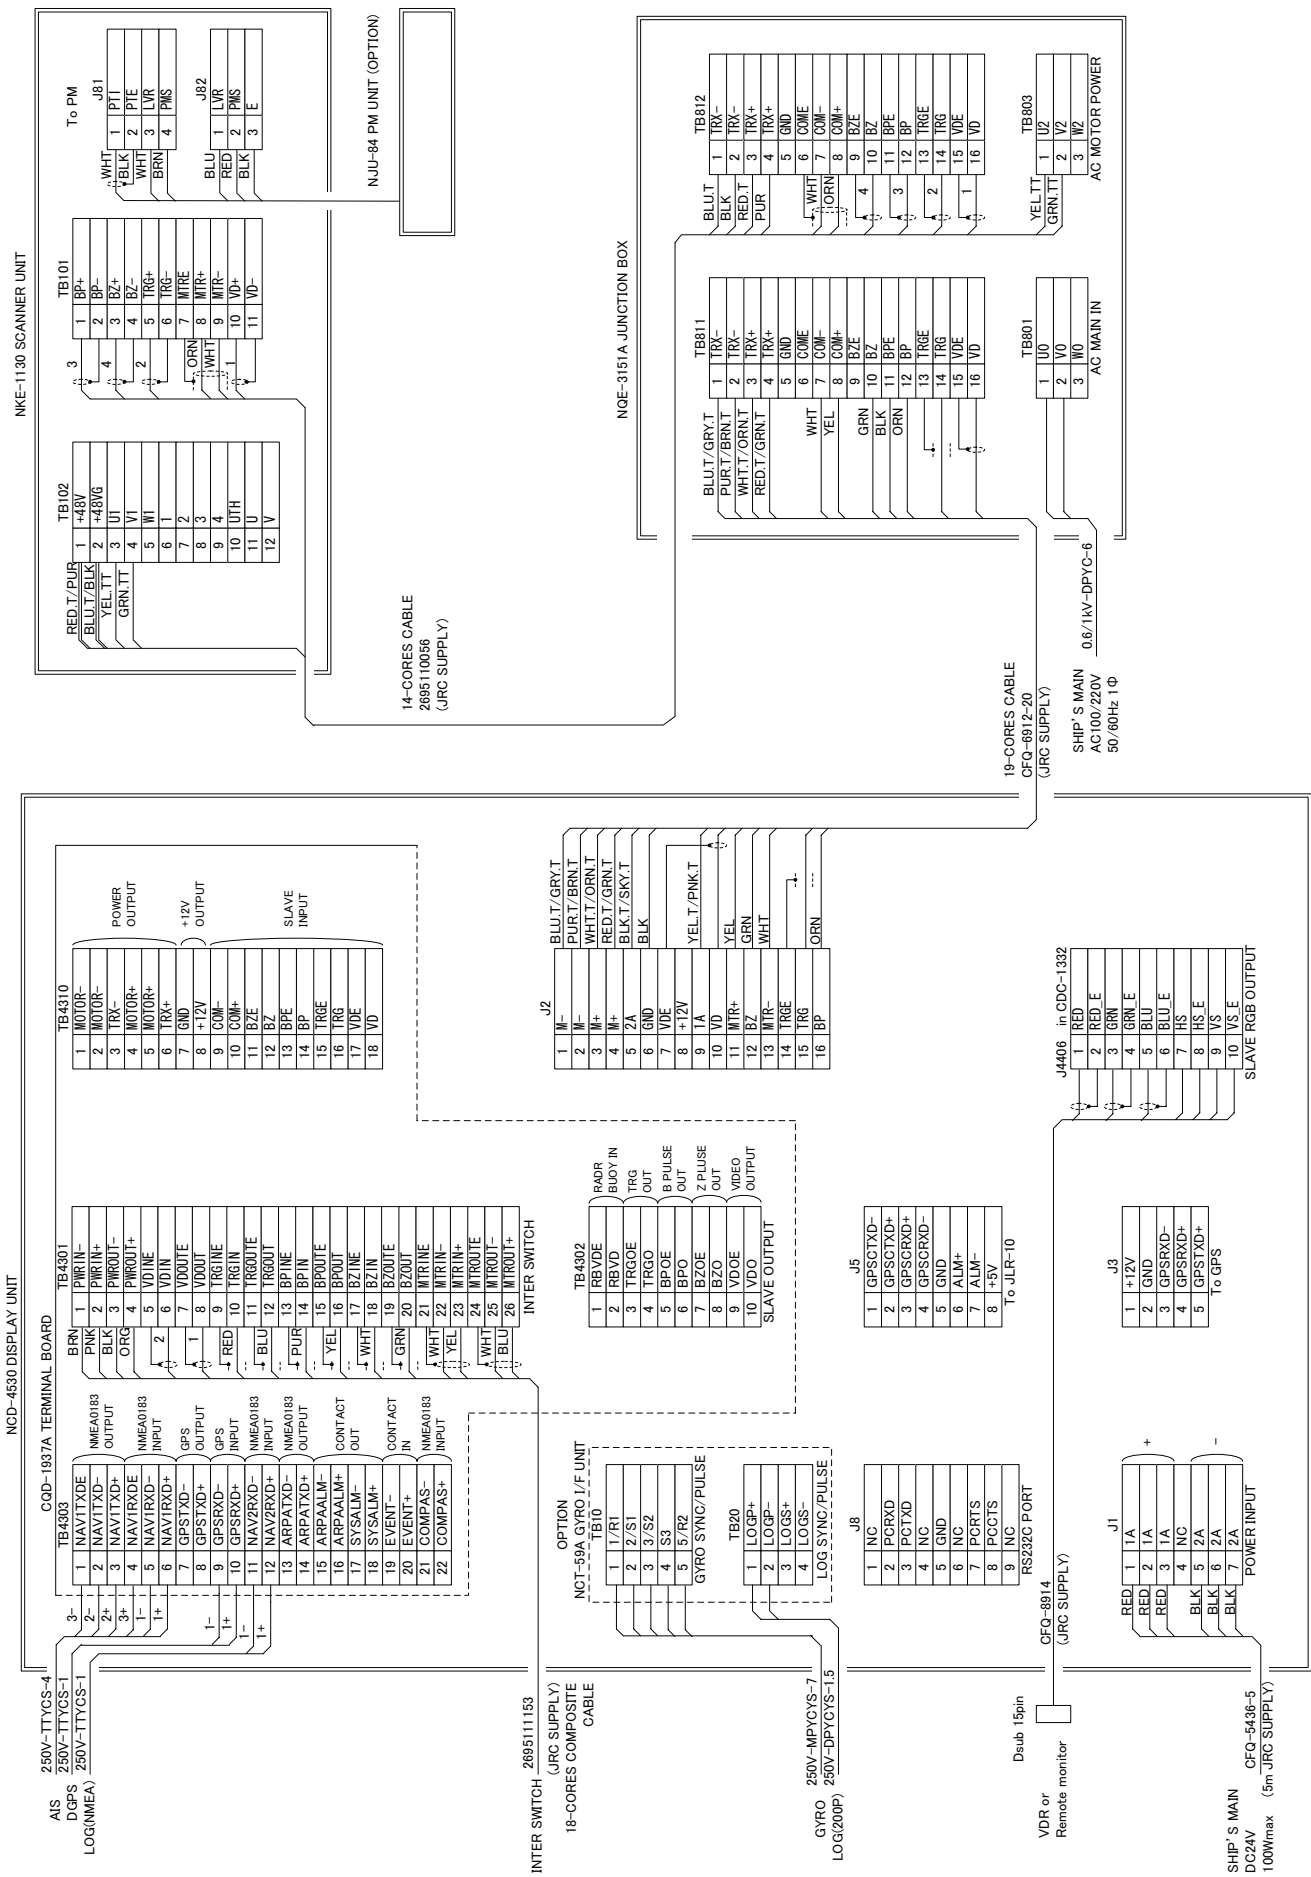 NCD-4530 DISPLAY UNIT
CQD-1937A TERMINAL BOARD
AIS
DGPS
LOG(NMEA)
250V-TTYCS-4
250V-TTYCS-1
250V-TTYCS-1
3-
2-
2+
3+
1-
1+
1-
1+
1-
1+
TB4303
1 NAV1TXDE
2 NAV1TXD-
3 NAV1TXD+
4 NAV1RXDE
5 NAV1RXD-
6 NAV1RXD+
7 GPSTXD-
8 GPSTXD+
9 GPSRXD-
10 GPSRXD+
11 NAV2RXD-
12 NAV2RXD+
13 ARPATXD-
14 ARPATXD+
15 ARPAALM-
16 ARPAALM+
17 SYSALM-
18 SYSALM+
19 EVENT-
20 EVENT+
21 COMPAS-
22 COMPAS+
NMEA0183
OUTPUT
NMEA0183
INPUT
GPS
OUTPUT
GPS
INPUT
NMEA0183
INPUT
NMEA0183
OUTPUT
CONTACT
OUT
CONTACT
IN
NMEA0183
INPUT
BRN
PNK
BLK
ORG
2
1
RED
BLU
PUR
YEL
WHT
GRN
WHT
YEL
WHT
BLU
TB4301
1 PWRIN-
2 PWRIN+
3 PWROUT-
4 PWROUT+
5 VDINE
6 VDIN
7 VDOUTE
8 VDOUT
9 TRGINE
10 TRGIN
11 TRGOUTE
12 TRGOUT
13 BPINE
14 BPIN
15 BPOUTE
16 BPOUT
17 BZINE
18 BZIN
19 BZOUTE
20 BZOUT
21 MTRINE
22 MTRIN-
23 MTRIN+
24 MTROUTE
25 MTROUT-
26 MTROUT+
INTER SWITCH
TB4310
1 MOTOR-
2 MOTOR-
3 TRX-
4 MOTOR+
5 MOTOR+
6 TRX+
7 GND
8 +12V
9 COM-
10 COM+
11 BZE
12 BZ
13 BPE
14 BP
15 TRGE
16 TRG
17 VDE
18 VD
POWER
OUTPUT
+12V
OUTPUT
SLAVE
INPUT
INTER SWITCH
2695111153
(JRC SUPPLY)
18-CORES COMPOSITE
CABLE
OPTION
NCT-59A GYRO I/F UNIT
TB10
1 1/R1
2 2/S1
3 3/S2
4 S3
5 5/R2
GYRO SYNC/PULSE
TB20
1 LOGP+
2 LOGP-
3 LOGS+
4 LOGS-
LOG SYNC/PULSE
GYRO
LOG(200P)
250V-MPYCYS-7
250V-DPYCYS-1.5
TB4302
1 RBVDE
2 RBVD
3 TRGOE
4 TRGO
5 BPOE
6 BPO
7 BZOE
8 BZO
9 VDOE
10 VDO
SLAVE OUTPUT
RADR
BUOY IN
TRG
OUT
B PULSE
OUT
Z PLUSE
OUT
VIDEO
OUTPUT
J2
1 M-
2 M-
3 M+
4 M+
5 2A
6 GND
7 VDE
8 +12V
9 1A
10 VD
11 MTR+
12 BZ
13 MTR-
14 TRGE
15 TRG
16 BP
BLU.T/GRY.T
PUR.T/BRN.T
WHT.T/ORN.T
RED.T/GRN.T
BLK.T/SKY.T
BLK
YEL.T/PNK.T
YEL
GRN
WHT
ORN
J8
1 NC
2 PCRXD
3 PCTXD
4 NC
5 GND
6 NC
7 PCRTS
8 PCCTS
9 NC
RS232C PORT
J5
1 GPSCTXD-
2 GPSCTXD+
3 GPSCRXD+
4 GPSCRXD-
5 GND
6 ALM+
7 ALM-
8 +5V
To JLR-10
CFQ-8914
(JRC SUPPLY)
Dsub 15pin
VDR or
Remote monitor
J4406 in CDC-1332
1 RED
2 RED_E
3 GRN
4 GRN_E
5 BLU
6 BLU_E
7 HS
8 HS_E
9 VS
10 VS_E
SLAVE RGB OUTPUT
J1
1 1A
2 1A
3 1A
4 NC
5 2A
6 2A
7 2A
POWER INPUT
+
-
RED
RED
RED
BLK
BLK
BLK
J3
1 +12V
2 GND
3 GPSRXD-
4 GPSRXD+
5 GPSTXD+
To GPS
SHIP'S MAIN
DC24V
100Wmax
CFQ-5436-5
(5m JRC SUPPLY)
NKE-1130 SCANNER UNIT
TB102
1 +48V
2 +48VG
3 U1
4 V1
5 W1
6 1
7 2
8 3
9 4
10 UTH
11 U
12 V
RED.T/PUR
BLU.T/BLK
YEL.TT
GRN.TT
TB101
1 BP+
2 BP-
3 BZ+
4 BZ-
5 TRG+
6 TRG-
7 MTRE
8 MTR+
9 MTR-
10 VD+
11 VD-
3
4
2
ORN
WHT
1
To PM
J81
1 PTI
2 PTE
3 LVR
4 PMS
WHT
BLK
WHT
BRN
J82
1 LVR
2 PMS
3 E
BLU
RED
BLK
NJU-84 PM UNIT (OPTION)
14-CORES CABLE
2695110056
(JRC SUPPLY)
NQE-3151A JUNCTION BOX
TB811
1 TRX-
2 TRX-
3 TRX+
4 TRX+
5 GND
6 COME
7 COM-
8 COM+
9 BZE
10 BZ
11 BPE
12 BP
13 TRGE
14 TRG
15 VDE
16 VD
BLU.T/GRY.T
PUR.T/BRN.T
WHT.T/ORN.T
RED.T/GRN.T
WHT
YEL
GRN
BLK
ORN
TB812
1 TRX-
2 TRX-
3 TRX+
4 TRX+
5 GND
6 COME
7 COM-
8 COM+
9 BZE
10 BZ
11 BPE
12 BP
13 TRGE
14 TRG
15 VDE
16 VD
BLU.T
BLK
RED.T
PUR
WHT
ORN
4
3
2
1
TB801
1 U0
2 V0
3 W0
AC MAIN IN
TB803
1 U2
2 V2
3 W2
AC MOTOR POWER
YEL.TT
GRN.TT
19-CORES CABLE
CFQ-6912-20
(JRC SUPPLY)
SHIP'S MAIN
AC100/220V
50/60Hz 1Φ
0.6/1kV-DPYC-6